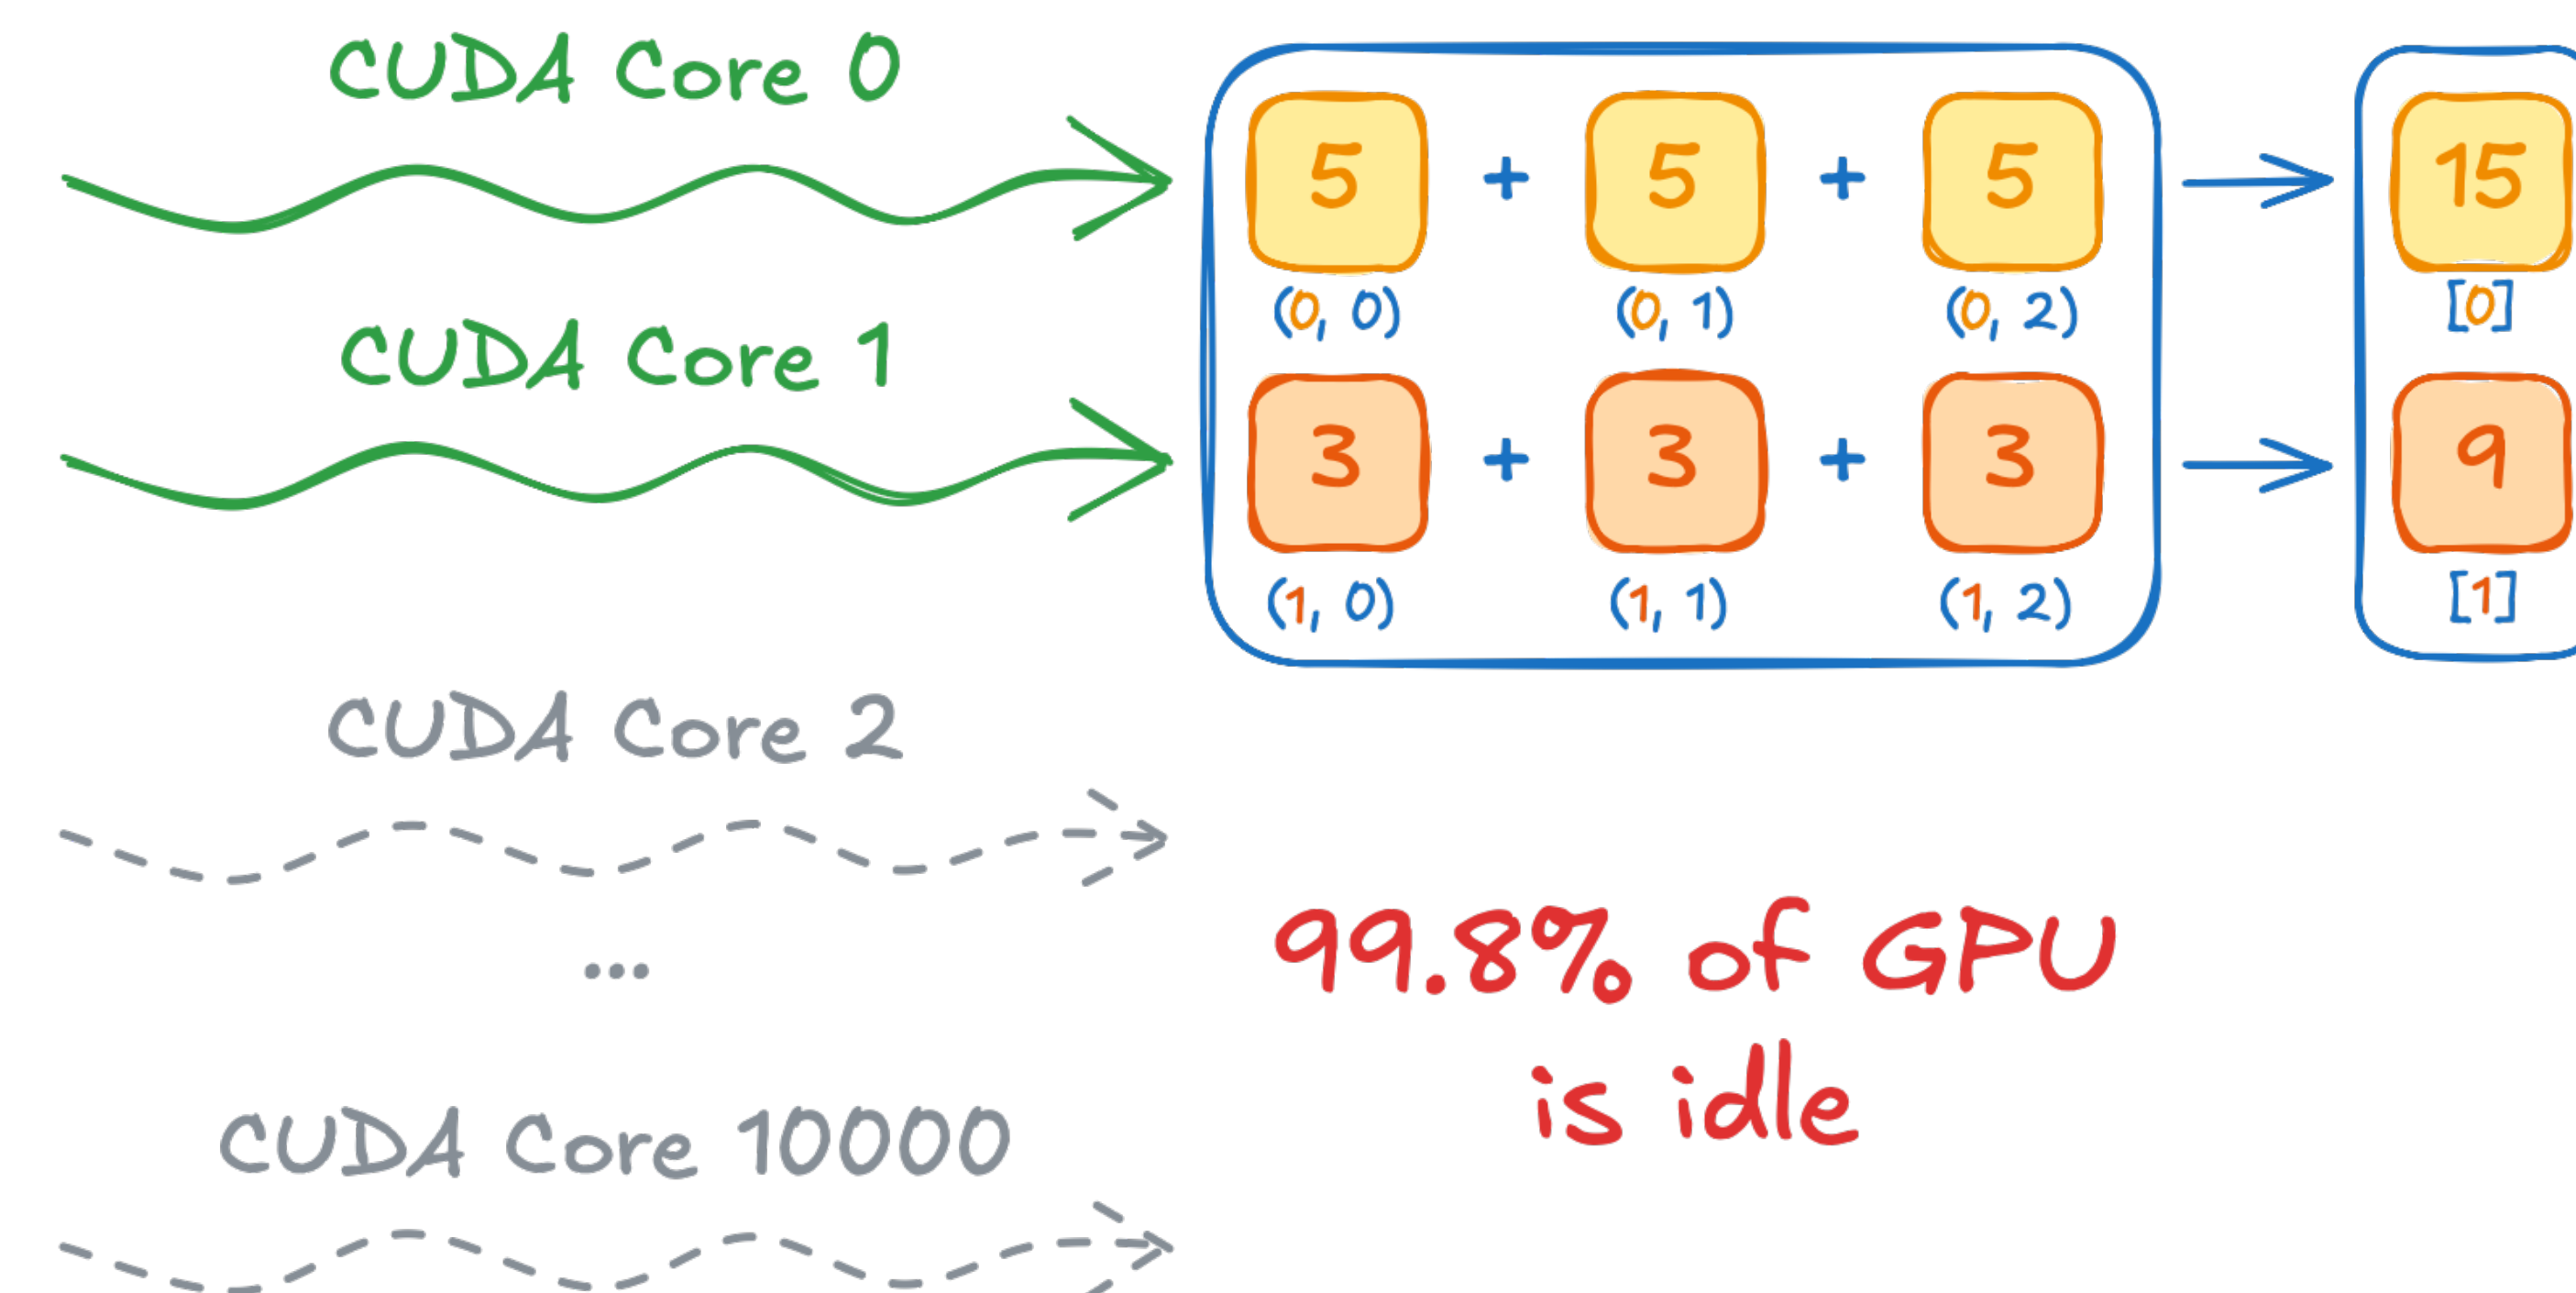 CUDA Core 0
5 + 5 + 5 15
(0, 0) (0, 1) (0, 2) [0]
CUDA Core 1
3 + 3 + 3 9
(1, 0) (1, 1) (1, 2) [1]
CUDA Core 2
...
99.8% of GPU
is idle
CUDA Core 10000